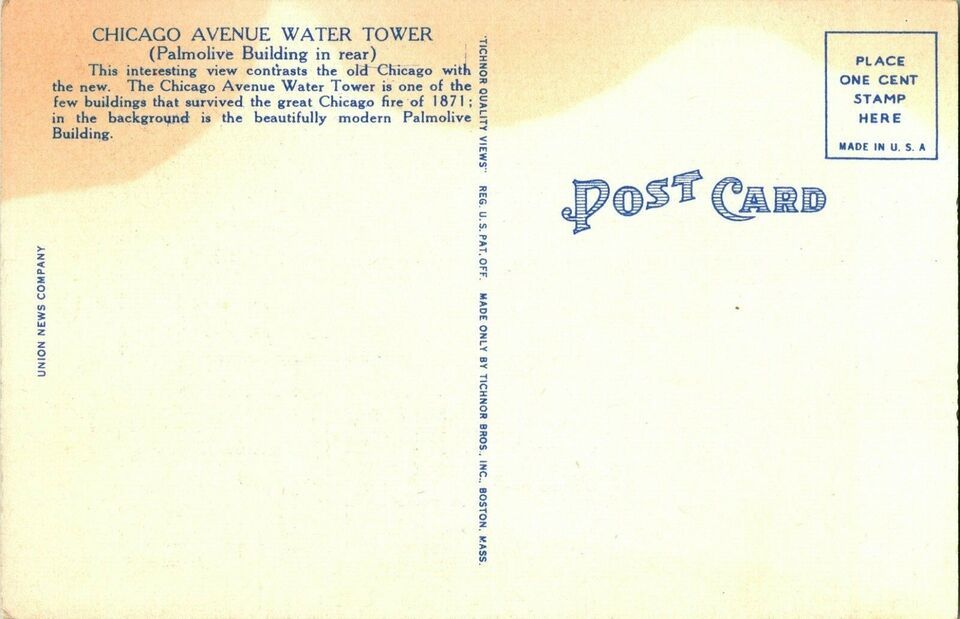 CHICAGO AVENUE WATER TOWER
(Palmolive Building in rear)
This interesting view contrasts the old Chicago with
the new. The Chicago Avenue Water Tower is one of the
few buildings that survived the great Chicago fire of 1871;
in the background is the beautifully modern Palmolive
Building.
UNION NEWS COMPANY
"TICHNOR QUALITY VIEWS" REG. U.S. PAT. OFF. MADE ONLY BY TICHNOR BROS., INC., BOSTON, MASS.
POST CARD
PLACE
ONE CENT
STAMP
HERE
MADE IN U. S. A